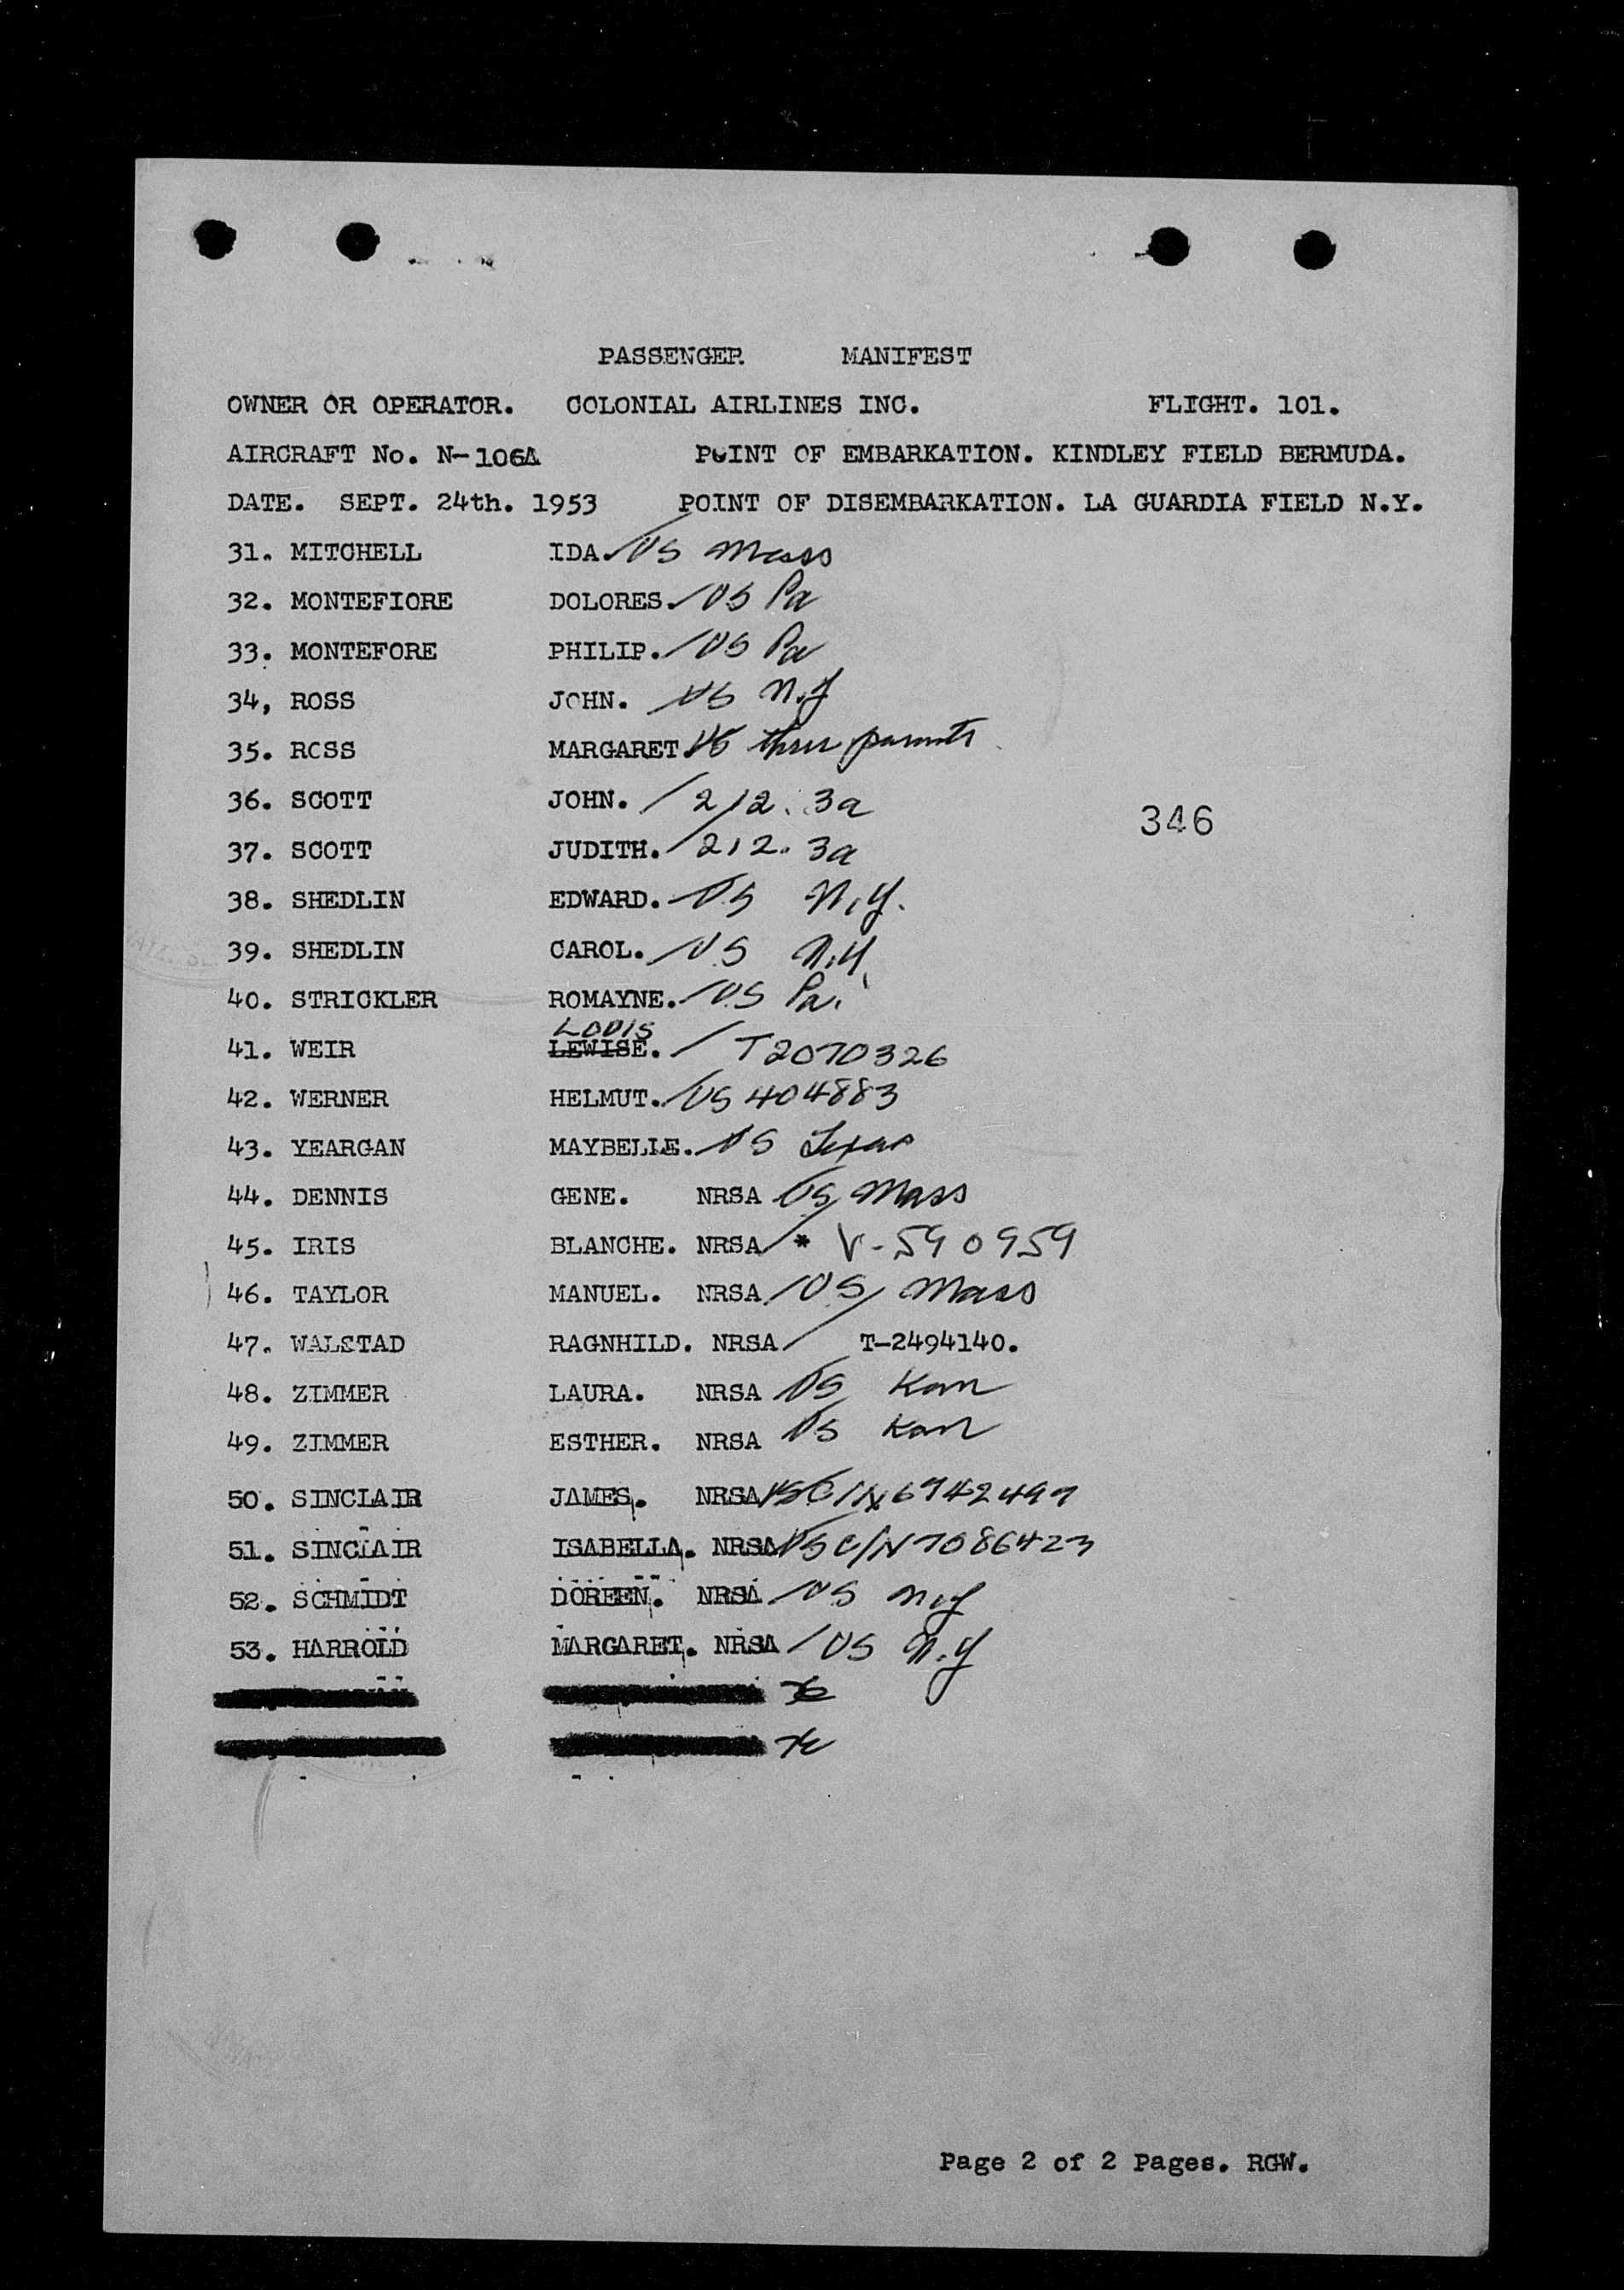 PASSENGER MANIFEST
OWNER OR OPERATOR. COLONIAL AIRLINES INC. FLIGHT. 101.
AIRCRAFT No. N-106A POINT OF EMBARKATION. KINDLEY FIELD BERMUDA.
DATE. SEPT. 24th. 1953 POINT OF DISEMBARKATION. LA GUARDIA FIELD N.Y.
31. MITCHELL IDA. US Mass
32. MONTEFIORE DOLORES. US Pa
33. MONTEFORE PHILIP. US Pa
34, ROSS JOHN. US N.J
35. ROSS MARGARET. US thru parents
36. SCOTT JOHN. 212. 3a
346
37. SCOTT JUDITH. 212. 3a
38. SHEDLIN EDWARD. US N.Y.
39. SHEDLIN CAROL. US N.Y.
40. STRICKLER ROMAYNE. US Pa.
LOUIS
41. WEIR LEWISE. T2070326
42. WERNER HELMUT. US 404883
43. YEARGAN MAYBELLE. US Texas
44. DENNIS GENE. NRSA US Mass
45. IRIS BLANCHE. NRSA * V-590959
46. TAYLOR MANUEL. NRSA US Mass
47. WALSTAD RAGNHILD. NRSA T-2494140.
48. ZIMMER LAURA. NRSA US Kan
49. ZIMMER ESTHER. NRSA US Kan
50. SINCLAIR JAMES. NRSA US C/N 6742497
51. SINCLAIR ISABELLA. NRSA US C/N 7086423
52. SCHMIDT DOREEN. NRSA US N.Y
53. HARROLD MARGARET. NRSA US N.Y
Page 2 of 2 Pages. RGW.